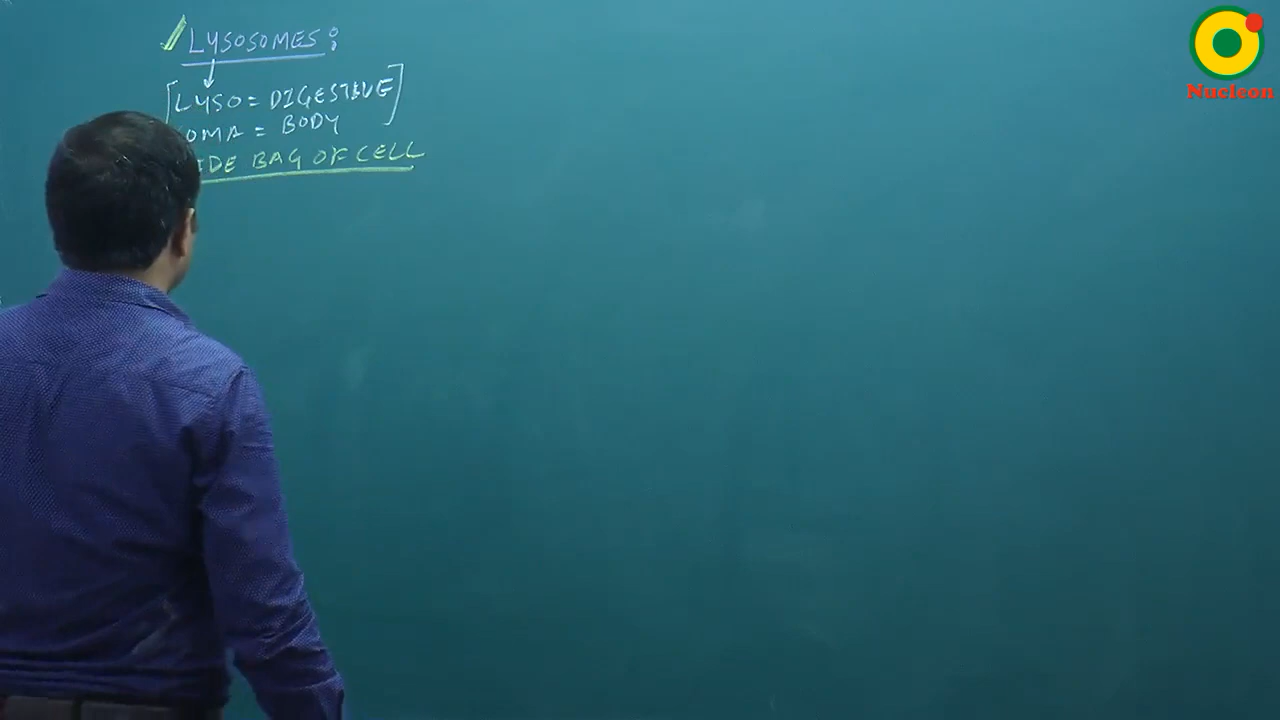 LYSOSOMES:
[LYSO = DIGESTIVE]
OMA = BODY
IDE BAG OF CELL
Nucleon